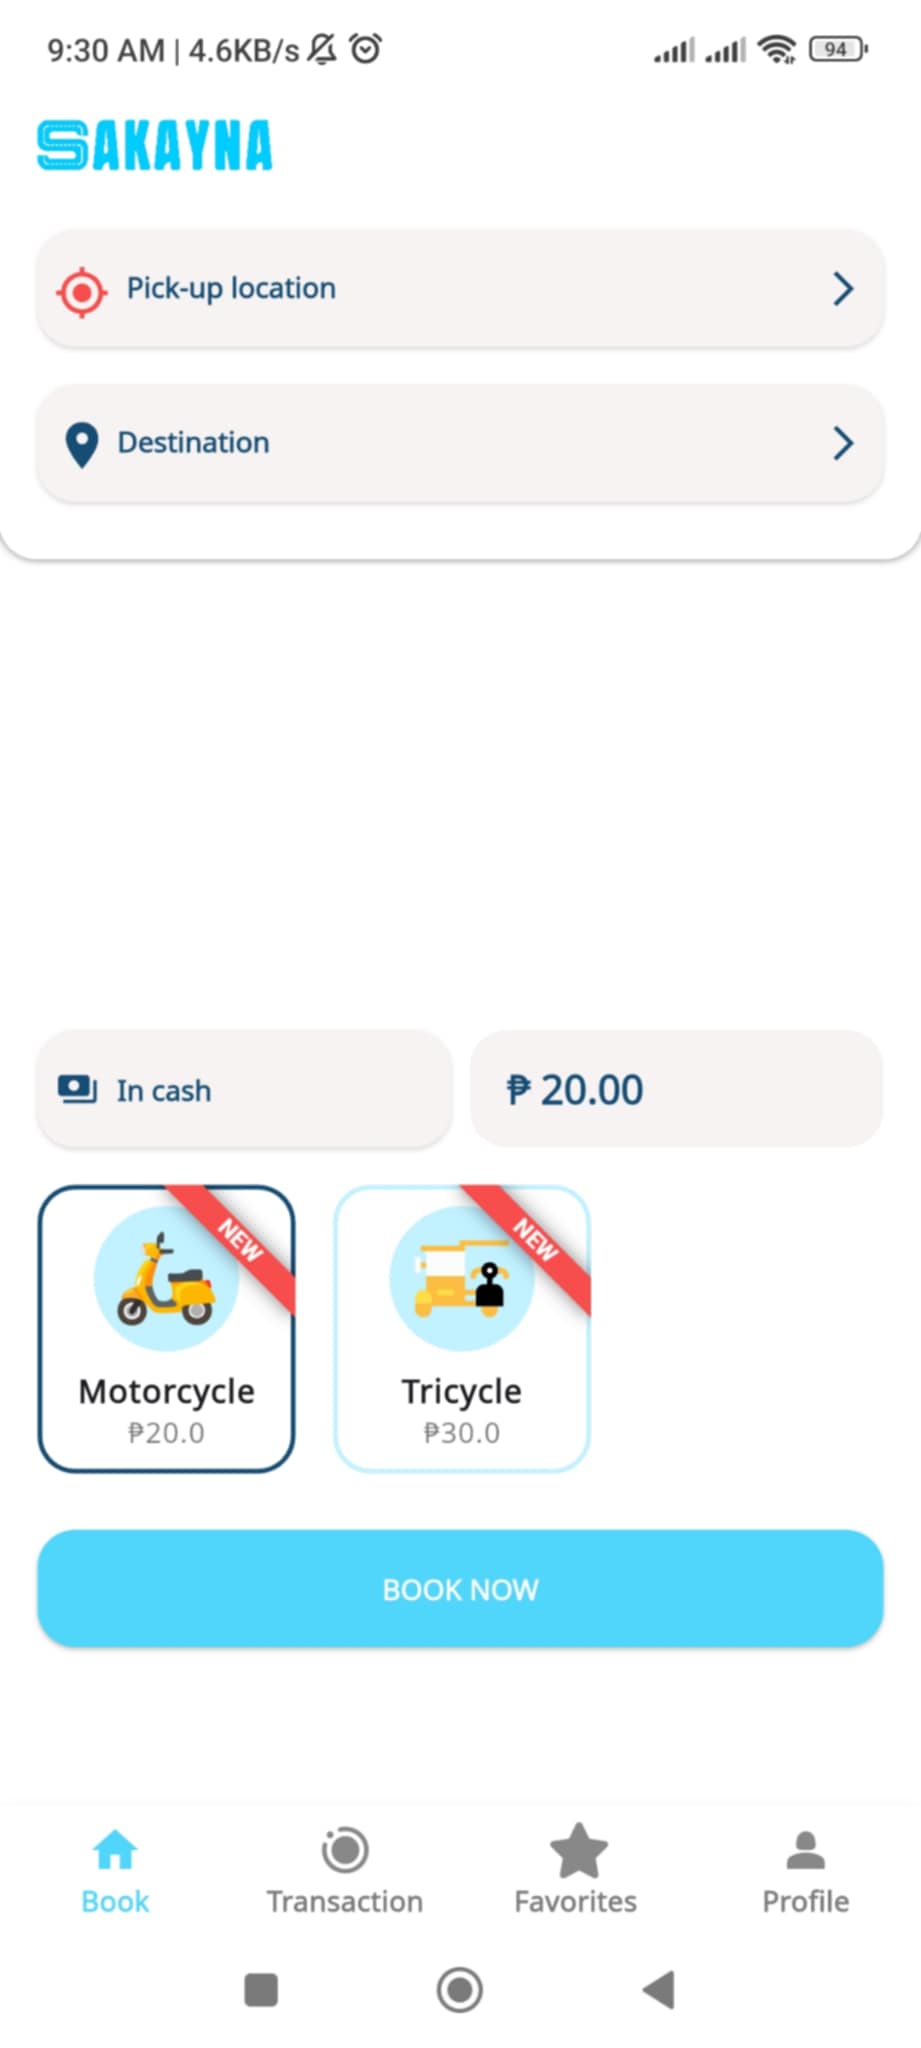 9:30 AM | 4.6KB/s 94
SAKAYNA
Pick-up location
Destination
In cash
₱ 20.00
NEW
NEW
Motorcycle
₱20.0
Tricycle
₱30.0
BOOK NOW
Book
Transaction
Favorites
Profile